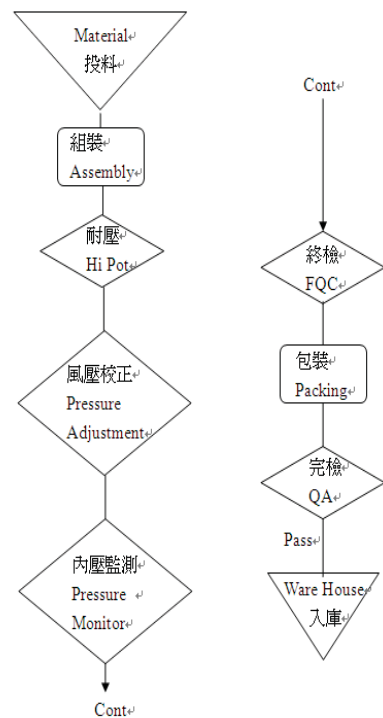 Material
投料
組裝
Assembly
耐壓
Hi Pot
風壓校正
Pressure
Adjustment
內壓監測
Pressure
Monitor
Cont
Cont
終檢
FQC
包裝
Packing
完檢
QA
Pass
Ware House
入庫